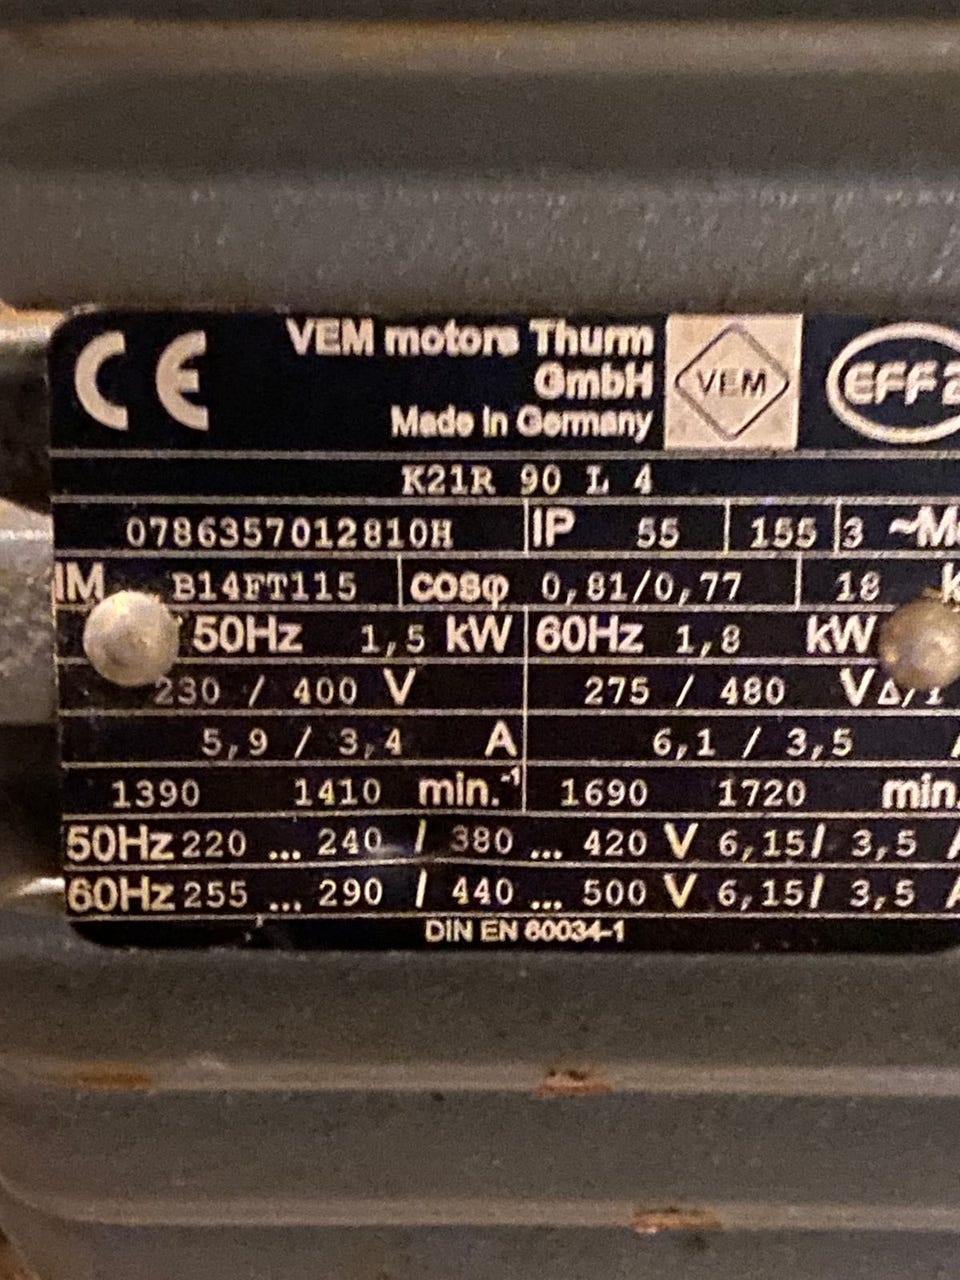 CE VEM motors Thurm GmbH Made in Germany VEM EFF2
K21R 90 L 4
0786357012810H IP 55 155 3 ~Mo
IM B14FT115 cosφ 0,81/0,77 18 k
50Hz 1,5 kW 60Hz 1,8 kW
230 / 400 V 275 / 480 V Δ/Y
5,9 / 3,4 A 6,1 / 3,5
1390 1410 min.-1 1690 1720 min.
50Hz 220 ... 240 / 380 ... 420 V 6,15/ 3,5 A
60Hz 255 ... 290 / 440 ... 500 V 6,15/ 3,5 A
DIN EN 60034-1